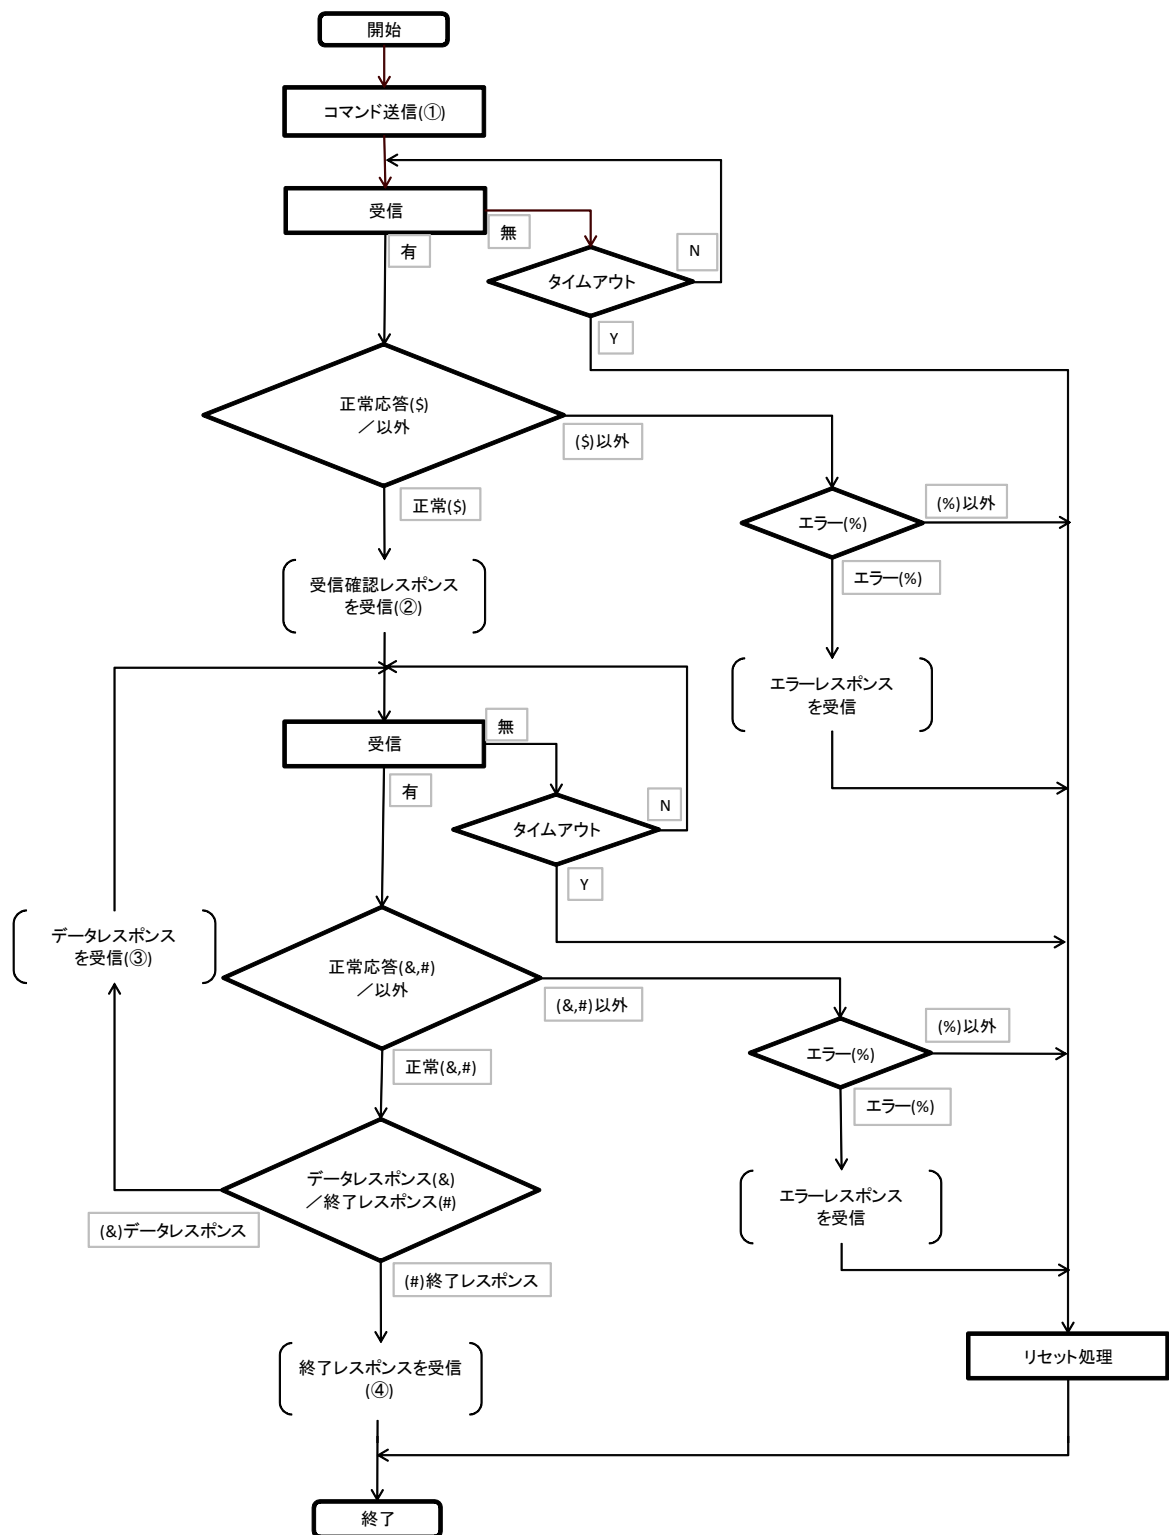 開始
コマンド送信(①)
受信
無
有
タイムアウト
N
Y
正常応答($)
／以外
($)以外
正常($)
エラー(%)
(%)以外
エラー(%)
受信確認レスポンス
を受信(②)
エラーレスポンス
を受信
受信
無
有
タイムアウト
N
Y
データレスポンス
を受信(③)
正常応答(&,#)
／以外
(&,#)以外
正常(&,#)
エラー(%)
(%)以外
エラー(%)
データレスポンス(&)
／終了レスポンス(#)
(&)データレスポンス
(#)終了レスポンス
エラーレスポンス
を受信
終了レスポンスを受信
(④)
リセット処理
終了